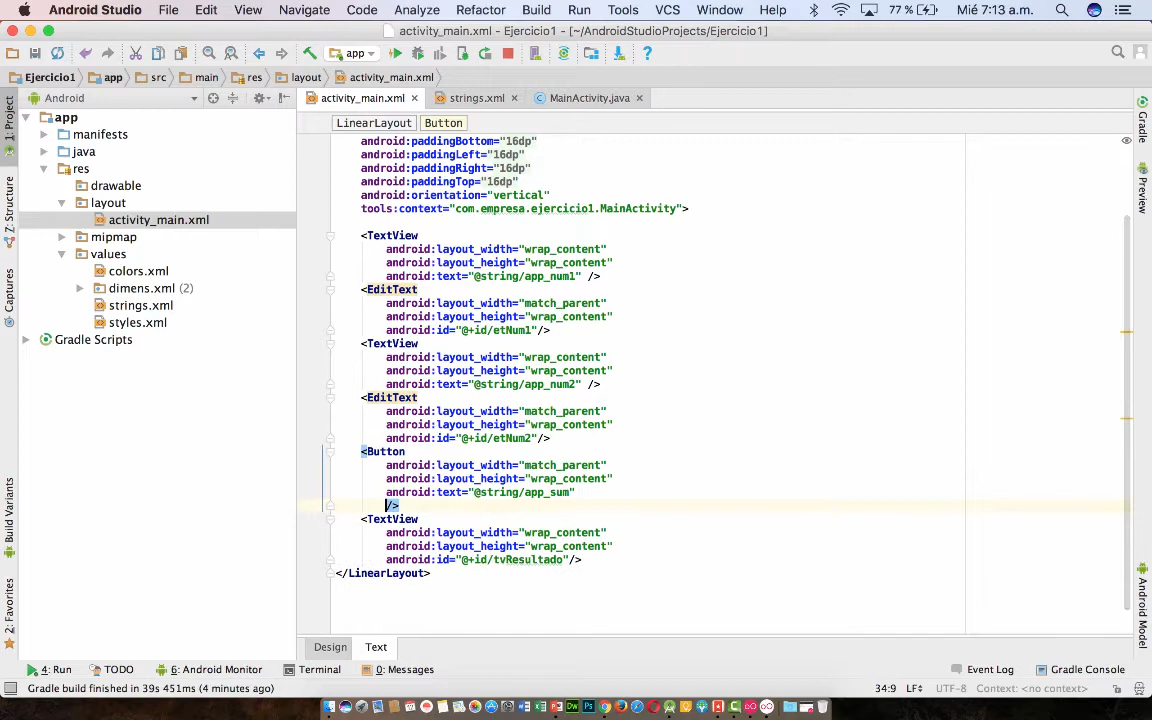 Android Studio File Edit View Navigate Code Analyze Refactor Build Run Tools VCS Window Help 77 % Mié 7:13 a.m.
activity_main.xml - Ejercicio1 - [~/AndroidStudioProjects/Ejercicio1]
app
Ejercicio1 app src main res layout activity_main.xml
Android
activity_main.xml strings.xml MainActivity.java
LinearLayout Button
app
manifests
java
res
drawable
layout
activity_main.xml
mipmap
values
colors.xml
dimens.xml (2)
strings.xml
styles.xml
Gradle Scripts
1: Project
Z: Structure
Captures
Build Variants
2: Favorites
android:paddingBottom="16dp"
android:paddingLeft="16dp"
android:paddingRight="16dp"
android:paddingTop="16dp"
android:orientation="vertical"
tools:context="com.empresa.ejercicio1.MainActivity">
<TextView
android:layout_width="wrap_content"
android:layout_height="wrap_content"
android:text="@string/app_num1" />
<EditText
android:layout_width="match_parent"
android:layout_height="wrap_content"
android:id="@+id/etNum1"/>
<TextView
android:layout_width="wrap_content"
android:layout_height="wrap_content"
android:text="@string/app_num2" />
<EditText
android:layout_width="match_parent"
android:layout_height="wrap_content"
android:id="@+id/etNum2"/>
<Button
android:layout_width="match_parent"
android:layout_height="wrap_content"
android:text="@string/app_sum"
/>
<TextView
android:layout_width="wrap_content"
android:layout_height="wrap_content"
android:id="@+id/tvResultado"/>
</LinearLayout>
Gradle
Preview
Android Model
Design Text
4: Run TODO 6: Android Monitor Terminal 0: Messages Event Log Gradle Console
Gradle build finished in 39s 451ms (4 minutes ago) 34:9 LF UTF-8 Context: <no context>
Dw Ps